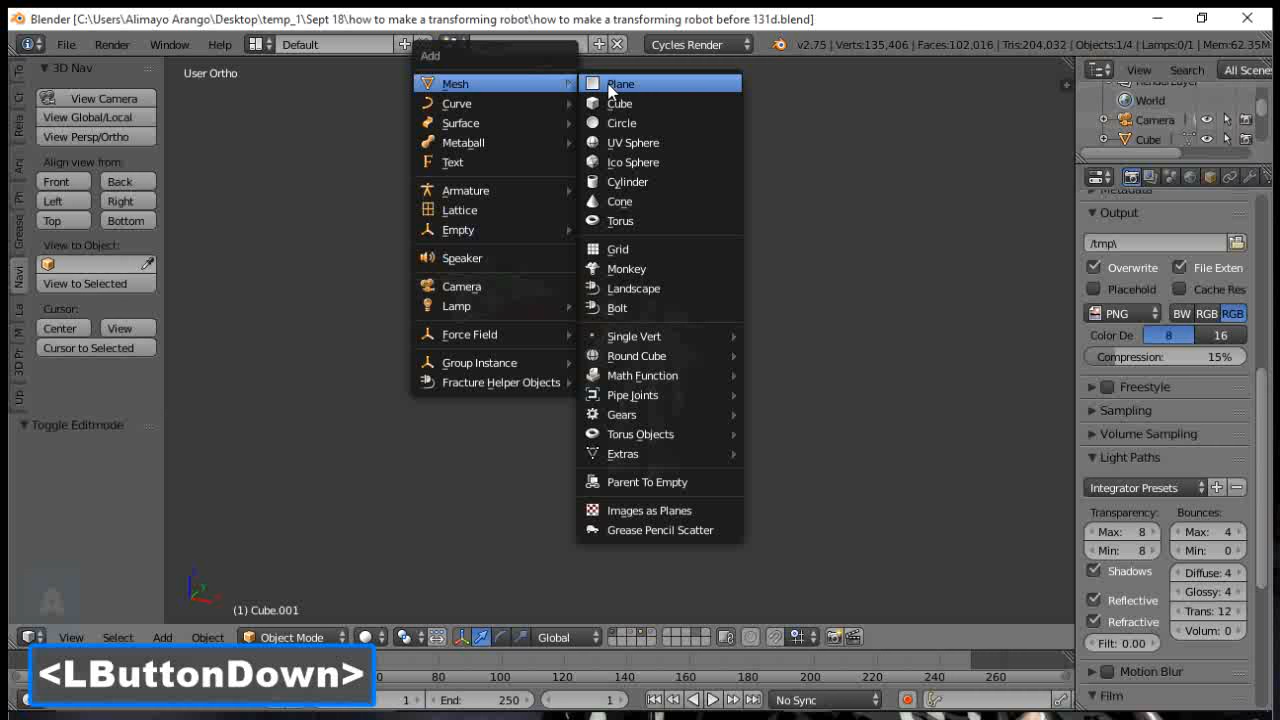 Blender [C:\Users\Alimayo Arango\Desktop\temp_1\Sept 18\how to make a transforming robot\how to make a transforming robot before 131d.blend]
File Render Window Help Default Cycles Render v2.75 | Verts:135,406 | Faces:102,016 | Tris:204,032 | Objects:1/4 | Lamps:0/1 | Mem:62.35M
3D Nav
View Camera
View Global/Local
View Persp/Ortho
Align view from:
Front Back
Left Right
Top Bottom
View to Object:
View to Selected
Cursor:
Center View
Cursor to Selected
Toggle Editmode
User Ortho
Add
Mesh
Curve
Surface
Metaball
Text
Armature
Lattice
Empty
Speaker
Camera
Lamp
Force Field
Group Instance
Fracture Helper Objects
Plane
Cube
Circle
UV Sphere
Ico Sphere
Cylinder
Cone
Torus
Grid
Monkey
Landscape
Bolt
Single Vert
Round Cube
Math Function
Pipe Joints
Gears
Torus Objects
Extras
Parent To Empty
Images as Planes
Grease Pencil Scatter
(1) Cube.001
View Search All Scene
RenderLayer
World
Camera
Cube
Metadata
Output
/tmp\
Overwrite File Exten
Placehold Cache Res
PNG BW RGB RGB
Color De 8 16
Compression: 15%
Freestyle
Sampling
Volume Sampling
Light Paths
Integrator Presets
Transparency: Bounces:
Max: 8 Max: 4
Min: 8 Min: 0
Shadows Diffuse: 4
Glossy: 4
Reflective Trans: 12
Refractive Volume: 0
Filt: 0.00
Motion Blur
Film
View Select Add Object Object Mode Global
<LButtonDown>
80 100 120 140 160 180 200 220 240 260
1 End: 250 1 No Sync